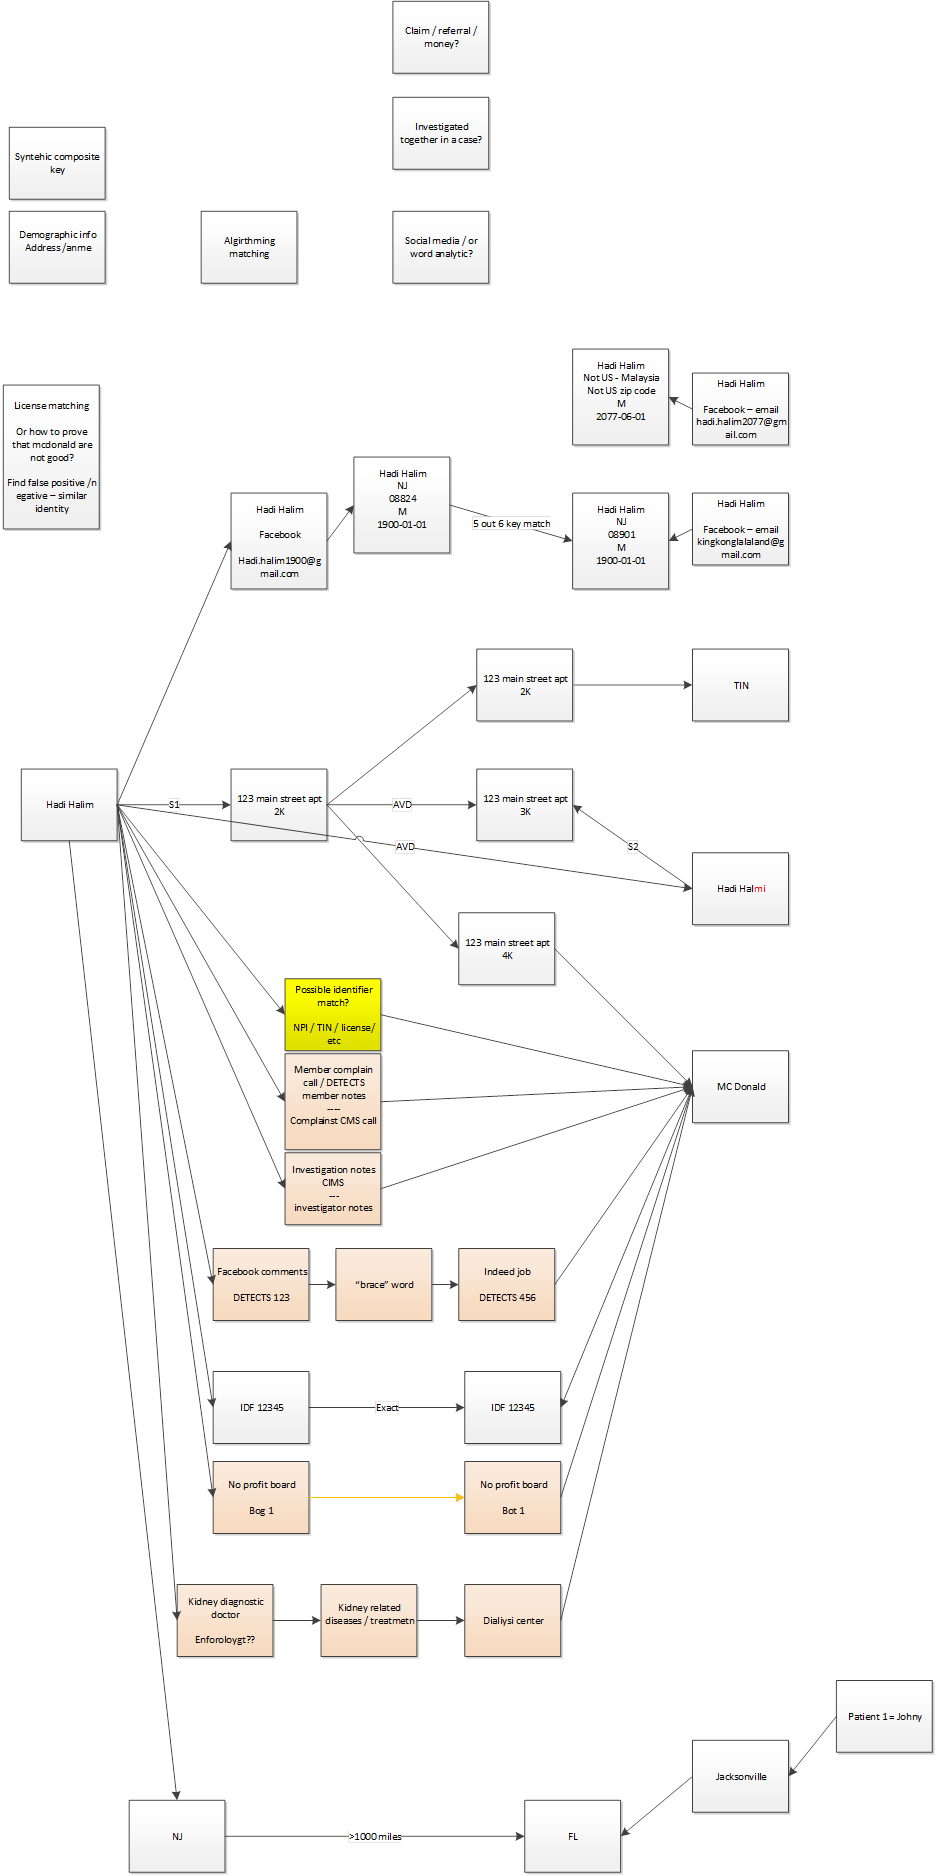 Claim / referral /
money?
Investigated
together in a case?
Syntehic composite
key
Demographic info
Address /anme
Algirthming
matching
Social media / or
word analytic?
License matching
Or how to prove
that mcdonald are
not good?
Find false positive /n
egative – similar
identity
Hadi Halim
Not US - Malaysia
Not US zip code
M
2077-06-01
Hadi Halim
Facebook – email
hadi.halim2077@gm
ail.com
Hadi Halim
Facebook
Hadi.halim1900@g
mail.com
Hadi Halim
NJ
08824
M
1900-01-01
5 out 6 key match
Hadi Halim
NJ
08901
M
1900-01-01
Hadi Halim
Facebook – email
kingkonglalaland@g
mail.com
123 main street apt
2K
TIN
Hadi Halim
S1
123 main street apt
2K
AVD
123 main street apt
3K
AVD
S2
Hadi Halmi
123 main street apt
4K
Possible identifier
match?
NPI / TIN / license/
etc
Member complain
call / DETECTS
member notes
----
Complainst CMS call
MC Donald
Investigation notes
CIMS
---
investigator notes
Facebook comments
DETECTS 123
“brace” word
Indeed job
DETECTS 456
IDF 12345
Exact
IDF 12345
No profit board
Bog 1
No profit board
Bot 1
Kidney diagnostic
doctor
Enforoloygt??
Kidney related
diseases / treatmetn
Dialiysi center
Patient 1 = Johny
Jacksonville
NJ
>1000 miles
FL